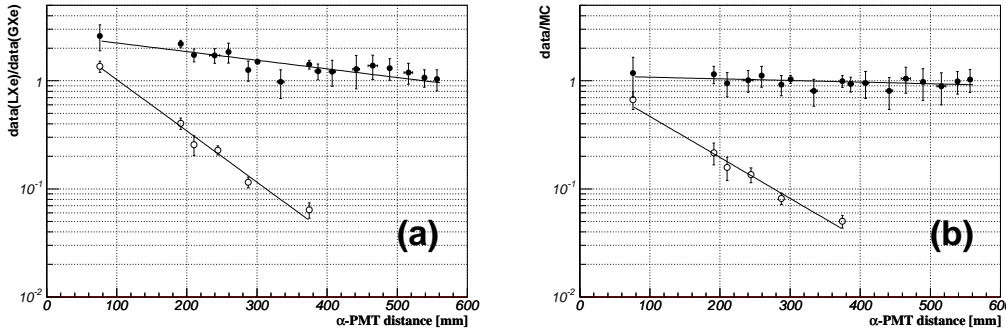 data(LXe)/data(GXe)
1
10-1
10-2
0 100 200 300 400 500 600
α-PMT distance [mm]
(a)
data/MC
1
10-1
10-2
0 100 200 300 400 500 600
α-PMT distance [mm]
(b)